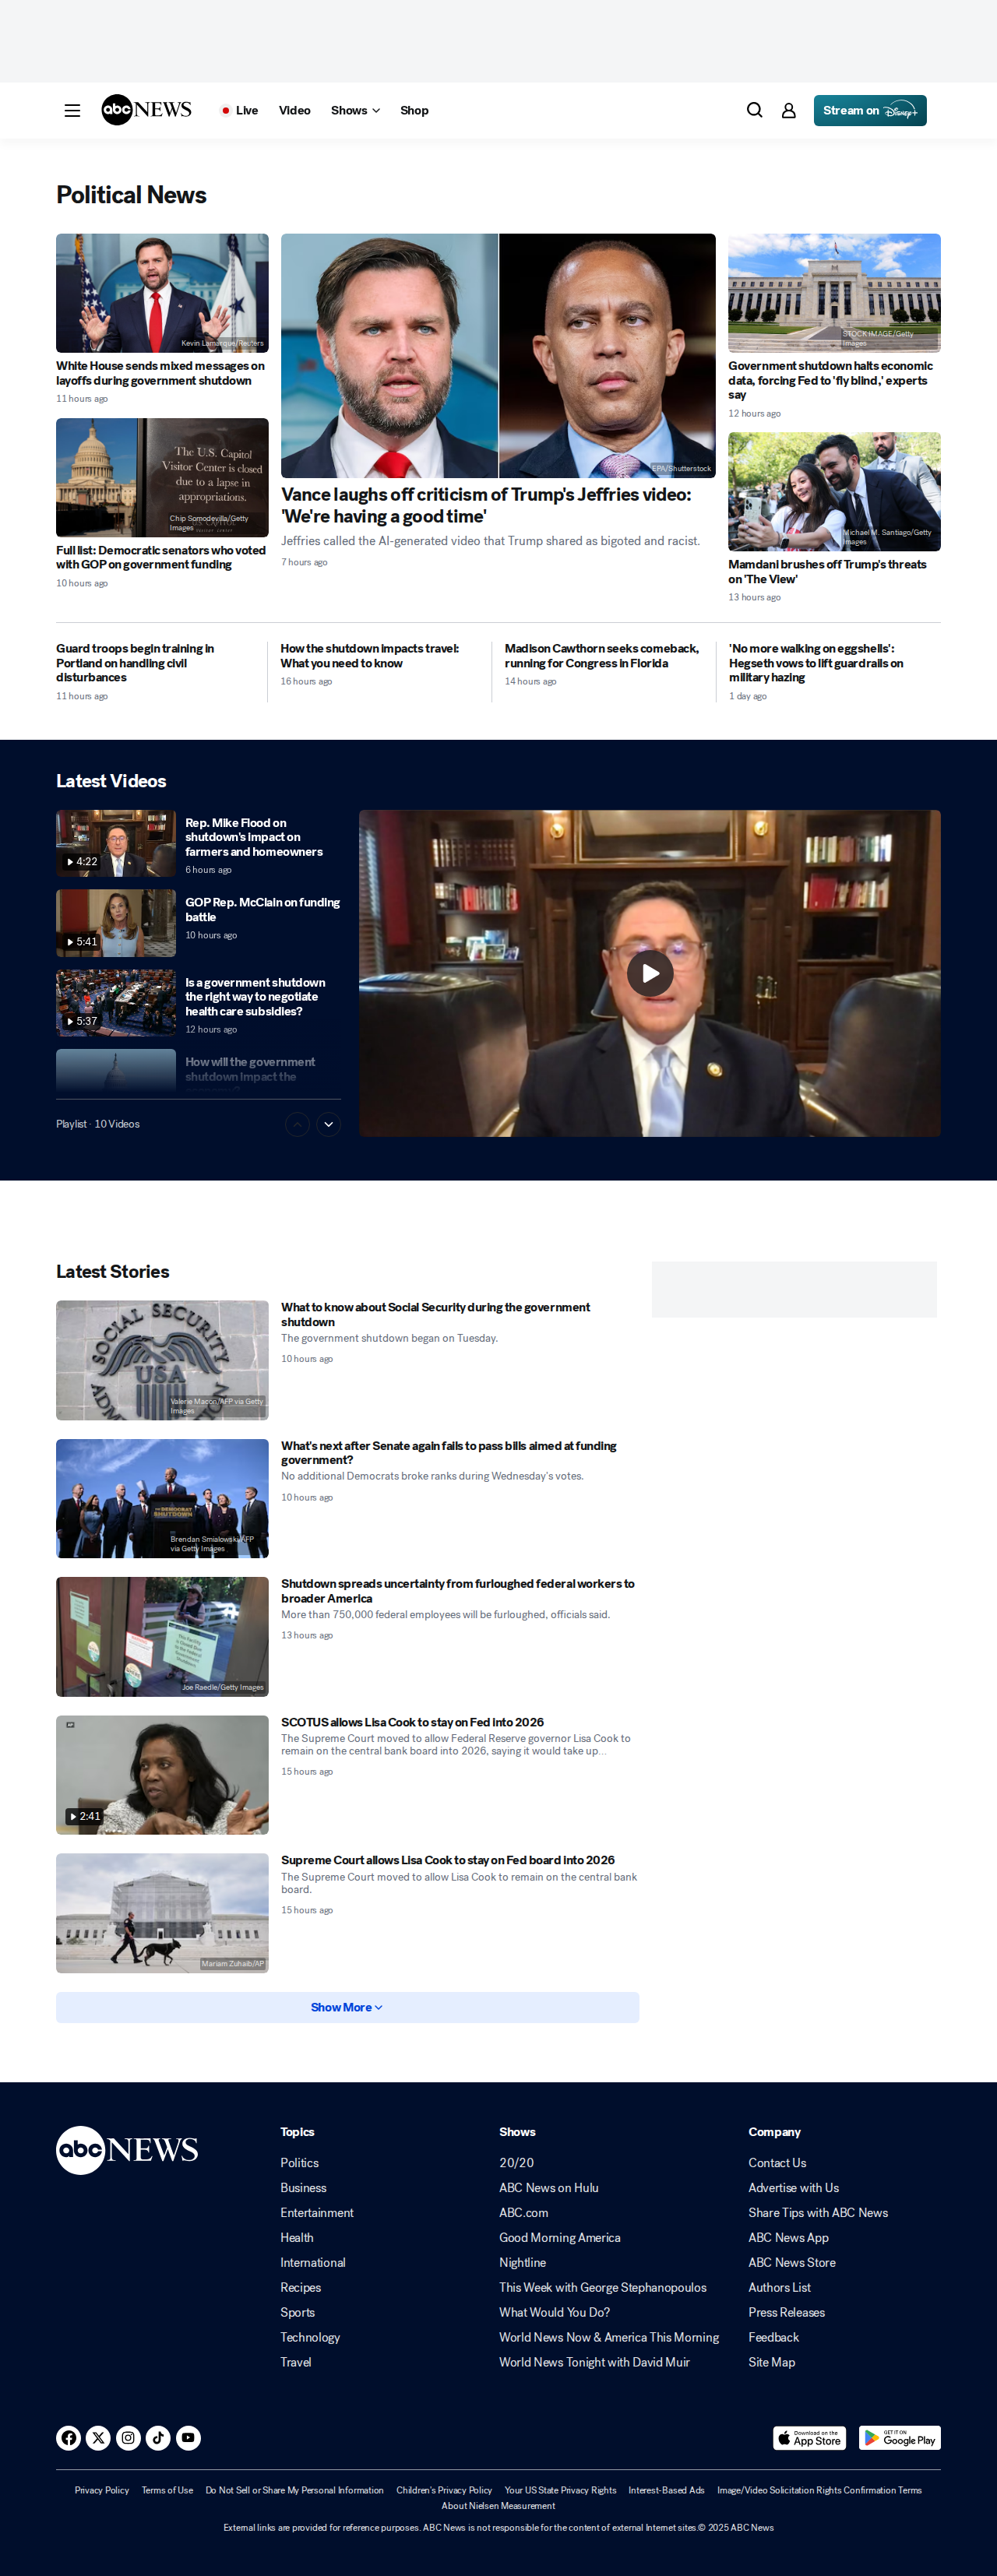 abc NEWS
Live
Video
Shows
Shop
Stream on Disney+
Political News
Kevin Lamarque/Reuters
White House sends mixed messages on
layoffs during government shutdown
11 hours ago
The U.S. Capitol
Visitor Center is closed
due to a lapse in
appropriations.
Chip Somodevilla/Getty
Images
Full list: Democratic senators who voted
with GOP on government funding
10 hours ago
EPA/Shutterstock
Vance laughs off criticism of Trump's Jeffries video:
'We're having a good time'
Jeffries called the AI-generated video that Trump shared as bigoted and racist.
7 hours ago
STOCK IMAGE/Getty
Images
Government shutdown halts economic
data, forcing Fed to 'fly blind,' experts
say
12 hours ago
Michael M. Santiago/Getty
Images
Mamdani brushes off Trump's threats
on 'The View'
13 hours ago
Guard troops begin training in
Portland on handling civil
disturbances
11 hours ago
How the shutdown impacts travel:
What you need to know
16 hours ago
Madison Cawthorn seeks comeback,
running for Congress in Florida
14 hours ago
'No more walking on eggshells':
Hegseth vows to lift guardrails on
military hazing
1 day ago
Latest Videos
4:22
Rep. Mike Flood on
shutdown's impact on
farmers and homeowners
6 hours ago
5:41
GOP Rep. McClain on funding
battle
10 hours ago
5:37
Is a government shutdown
the right way to negotiate
health care subsidies?
12 hours ago
How will the government
shutdown impact the
Playlist · 10 Videos
Latest Stories
SOCIAL SECURITY
USA
Valerie Macon/AFP via Getty
Images
What to know about Social Security during the government
shutdown
The government shutdown began on Tuesday.
10 hours ago
THE DEMOCRAT
SHUTDOWN
Brendan Smialowski/AFP
via Getty Images
What's next after Senate again fails to pass bills aimed at funding
government?
No additional Democrats broke ranks during Wednesday's votes.
10 hours ago
Joe Raedle/Getty Images
Shutdown spreads uncertainty from furloughed federal workers to
broader America
More than 750,000 federal employees will be furloughed, officials said.
13 hours ago
2:41
SCOTUS allows Lisa Cook to stay on Fed into 2026
The Supreme Court moved to allow Federal Reserve governor Lisa Cook to
remain on the central bank board into 2026, saying it would take up...
15 hours ago
Mariam Zuhaib/AP
Supreme Court allows Lisa Cook to stay on Fed board into 2026
The Supreme Court moved to allow Lisa Cook to remain on the central bank
board.
15 hours ago
Show More
abc NEWS
Topics
Politics
Business
Entertainment
Health
International
Recipes
Sports
Technology
Travel
Shows
20/20
ABC News on Hulu
ABC.com
Good Morning America
Nightline
This Week with George Stephanopoulos
What Would You Do?
World News Now & America This Morning
World News Tonight with David Muir
Company
Contact Us
Advertise with Us
Share Tips with ABC News
ABC News App
ABC News Store
Authors List
Press Releases
Feedback
Site Map
Download on the
App Store
GET IT ON
Google Play
Privacy Policy
Terms of Use
Do Not Sell or Share My Personal Information
Children's Privacy Policy
Your US State Privacy Rights
Interest-Based Ads
Image/Video Solicitation Rights Confirmation Terms
About Nielsen Measurement
External links are provided for reference purposes. ABC News is not responsible for the content of external Internet sites.© 2025 ABC News